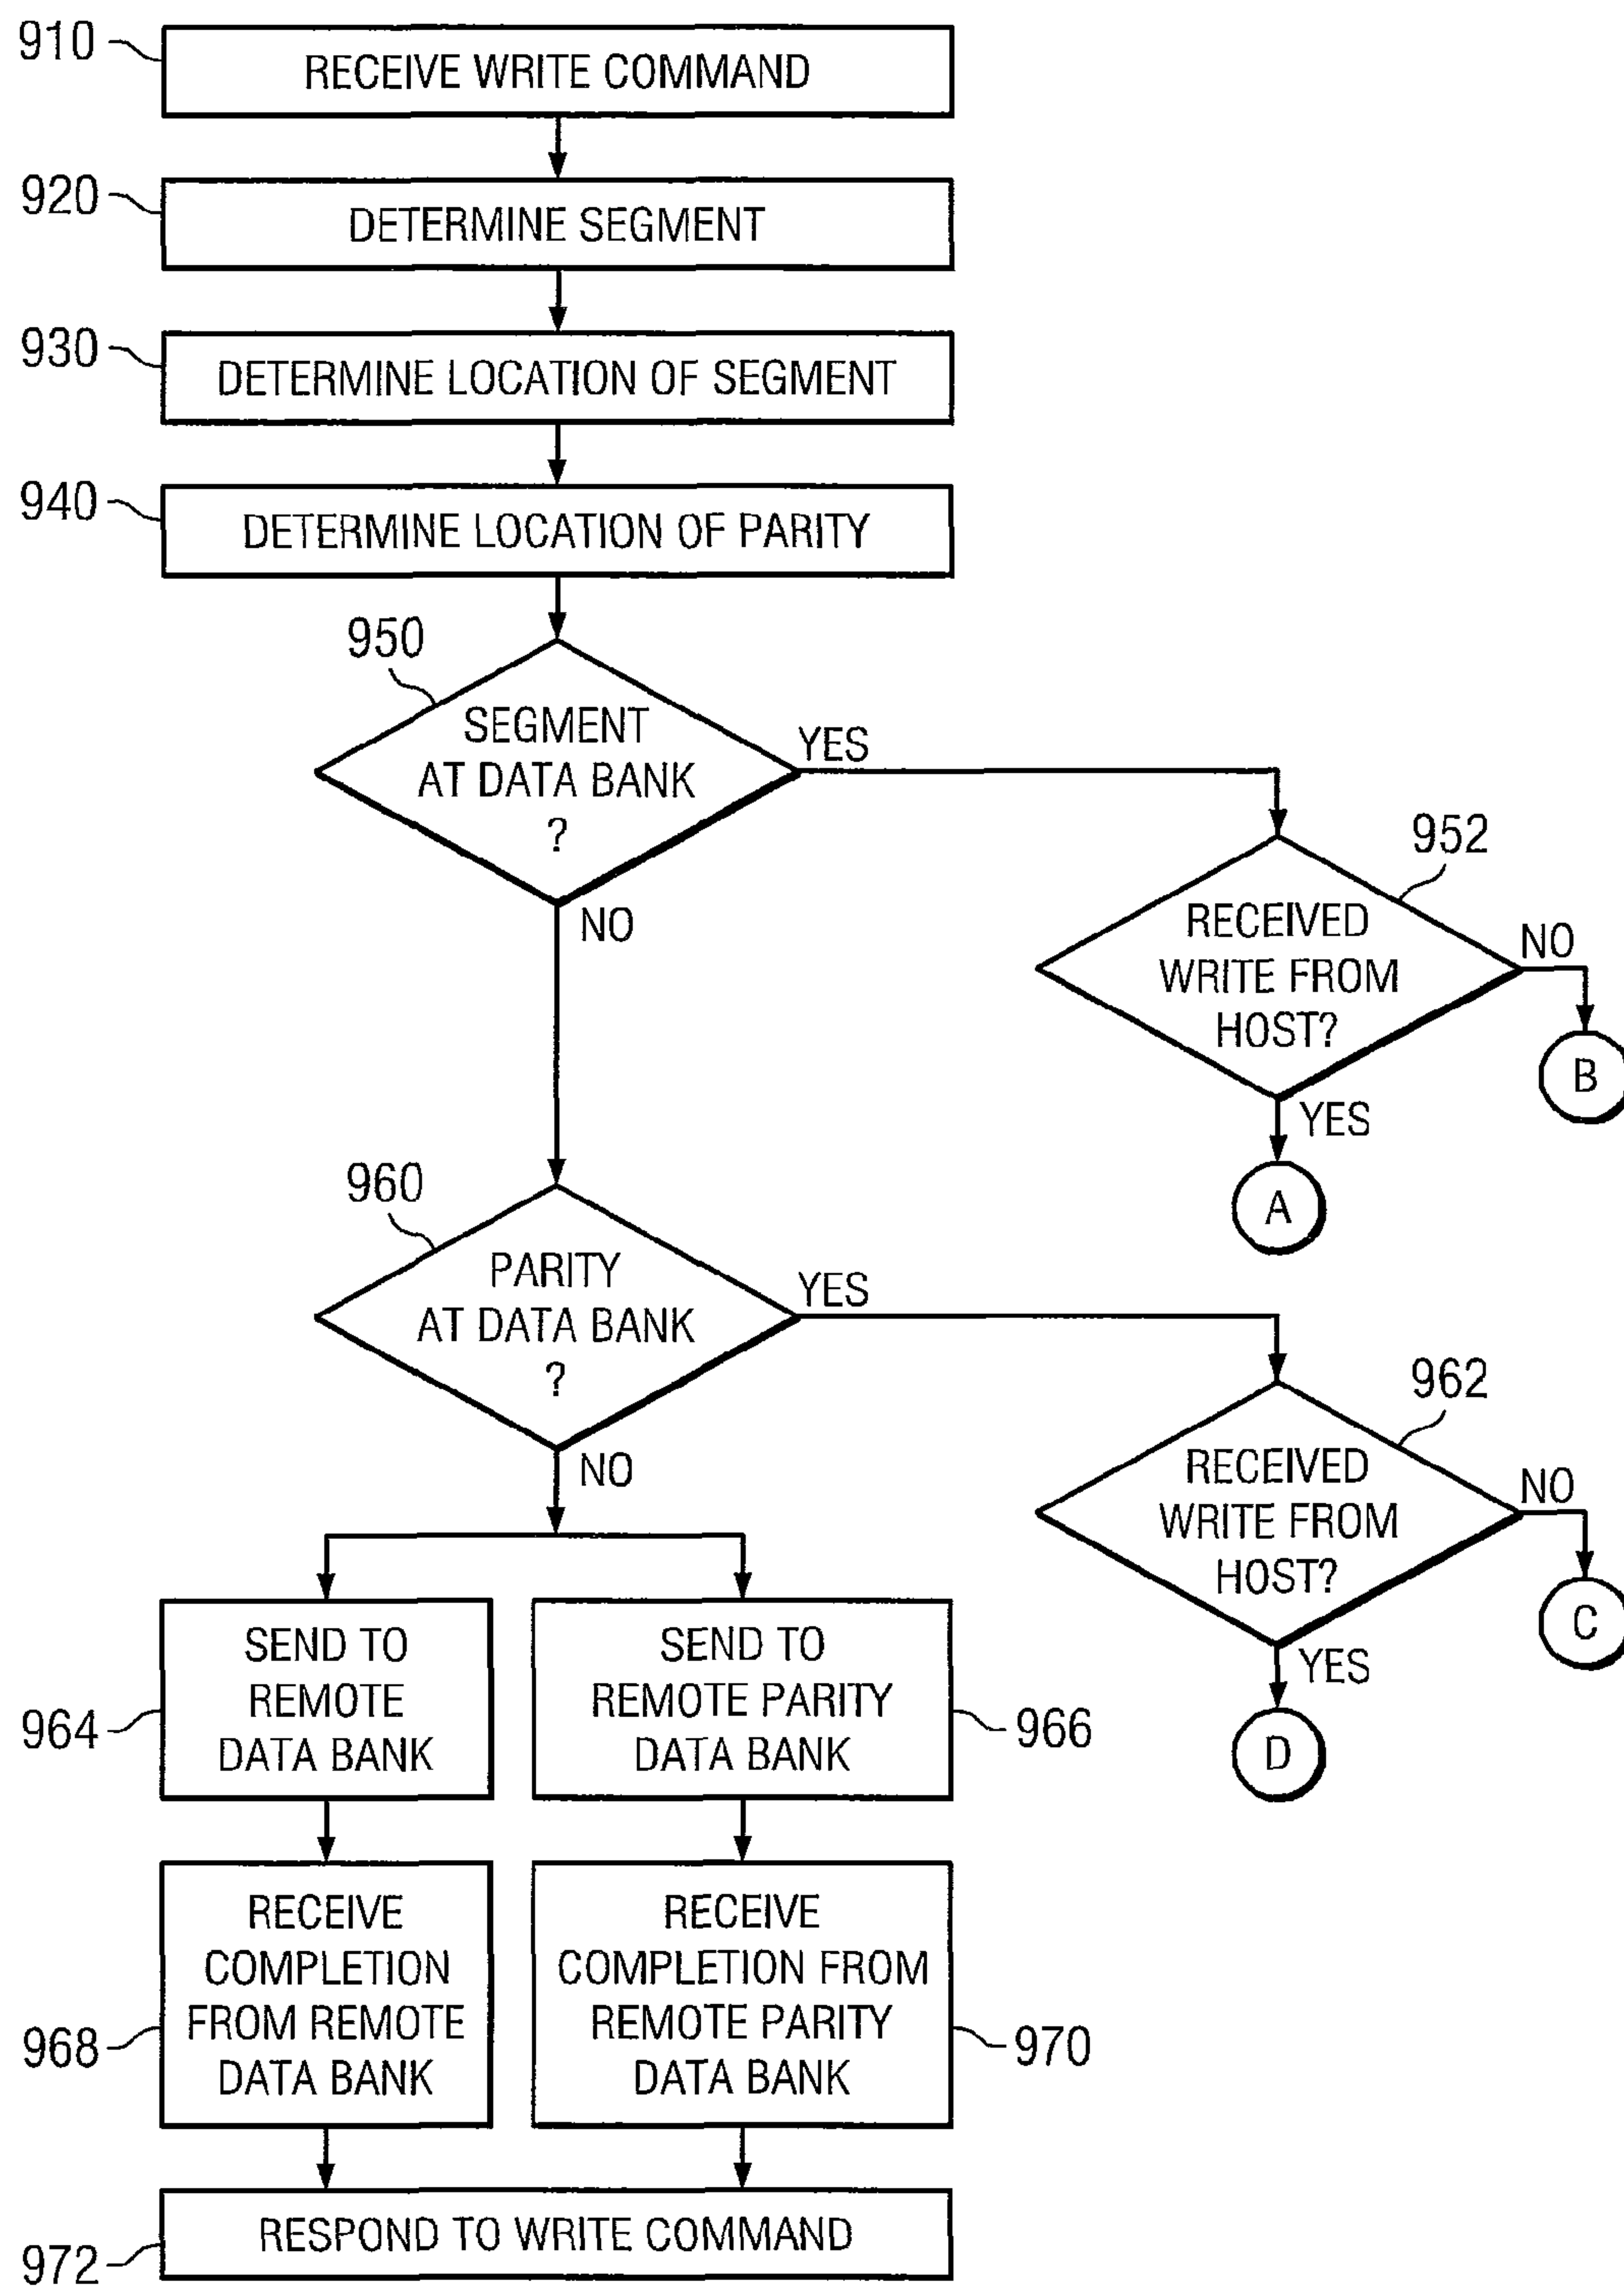 910
RECEIVE WRITE COMMAND
920
DETERMINE SEGMENT
930
DETERMINE LOCATION OF SEGMENT
940
DETERMINE LOCATION OF PARITY
950
SEGMENT
AT DATA BANK
?
YES
NO
952
RECEIVED
WRITE FROM
HOST?
NO
B
YES
A
960
PARITY
AT DATA BANK
?
YES
NO
962
RECEIVED
WRITE FROM
HOST?
NO
C
YES
D
964
SEND TO
REMOTE
DATA BANK
SEND TO
REMOTE PARITY
DATA BANK
966
968
RECEIVE
COMPLETION
FROM REMOTE
DATA BANK
RECEIVE
COMPLETION FROM
REMOTE PARITY
DATA BANK
970
972
RESPOND TO WRITE COMMAND